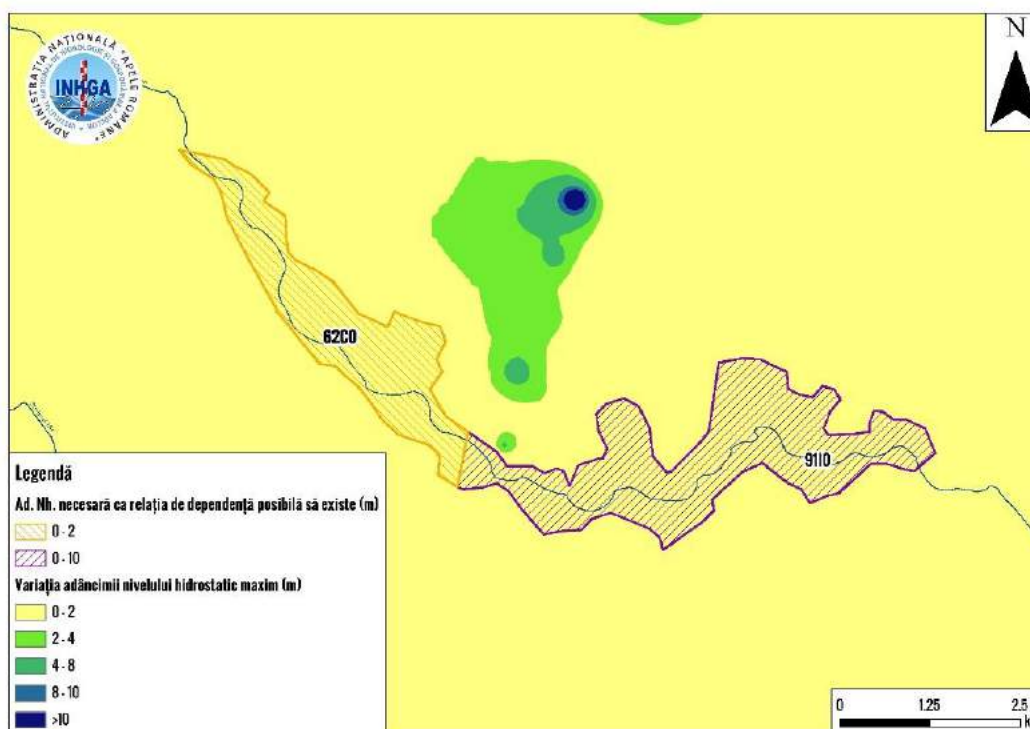 ADMINISTRAȚIA NAȚIONALĂ "APELE ROMÂNE"
INHGA
N
62C0
91I0
Legendă
Ad. Nh. necesară ca relația de dependență posibilă să existe (m)
0 - 2
0 - 10
Variația adâncimii nivelului hidrostatic maxim (m)
0 - 2
2 - 4
4 - 8
8 - 10
>10
0 1.25 2.5